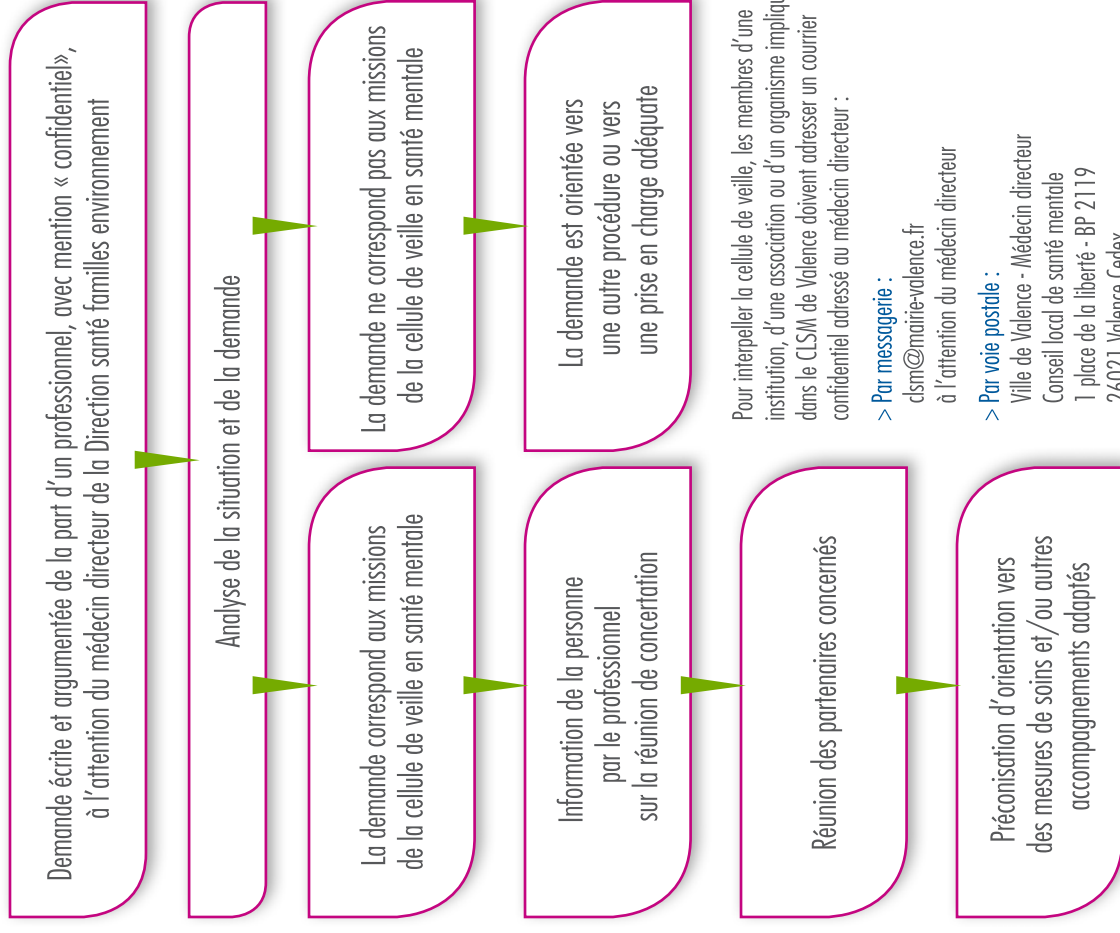 Demande écrite et argumentée de la part d'un professionnel, avec mention « confidentiel»,
à l'attention du médecin directeur de la Direction santé familles environnement
Analyse de la situation et de la demande
La demande correspond aux missions
de la cellule de veille en santé mentale
La demande ne correspond pas aux missions
de la cellule de veille en santé mentale
Information de la personne
par le professionnel
sur la réunion de concertation
La demande est orientée vers
une autre procédure ou vers
une prise en charge adéquate
Réunion des partenaires concernés
Préconisation d'orientation vers
des mesures de soins et/ou autres
accompagnements adaptés
Pour interpeller la cellule de veille, les membres d'une
institution, d'une association ou d'un organisme impliqu
dans le CLSM de Valence doivent adresser un courrier
confidentiel adressé au médecin directeur :
> Par messagerie :
clsm@mairie-valence.fr
à l'attention du médecin directeur
> Par voie postale :
Ville de Valence - Médecin directeur
Conseil local de santé mentale
1 place de la liberté - BP 2119
26021 Valence Cedex